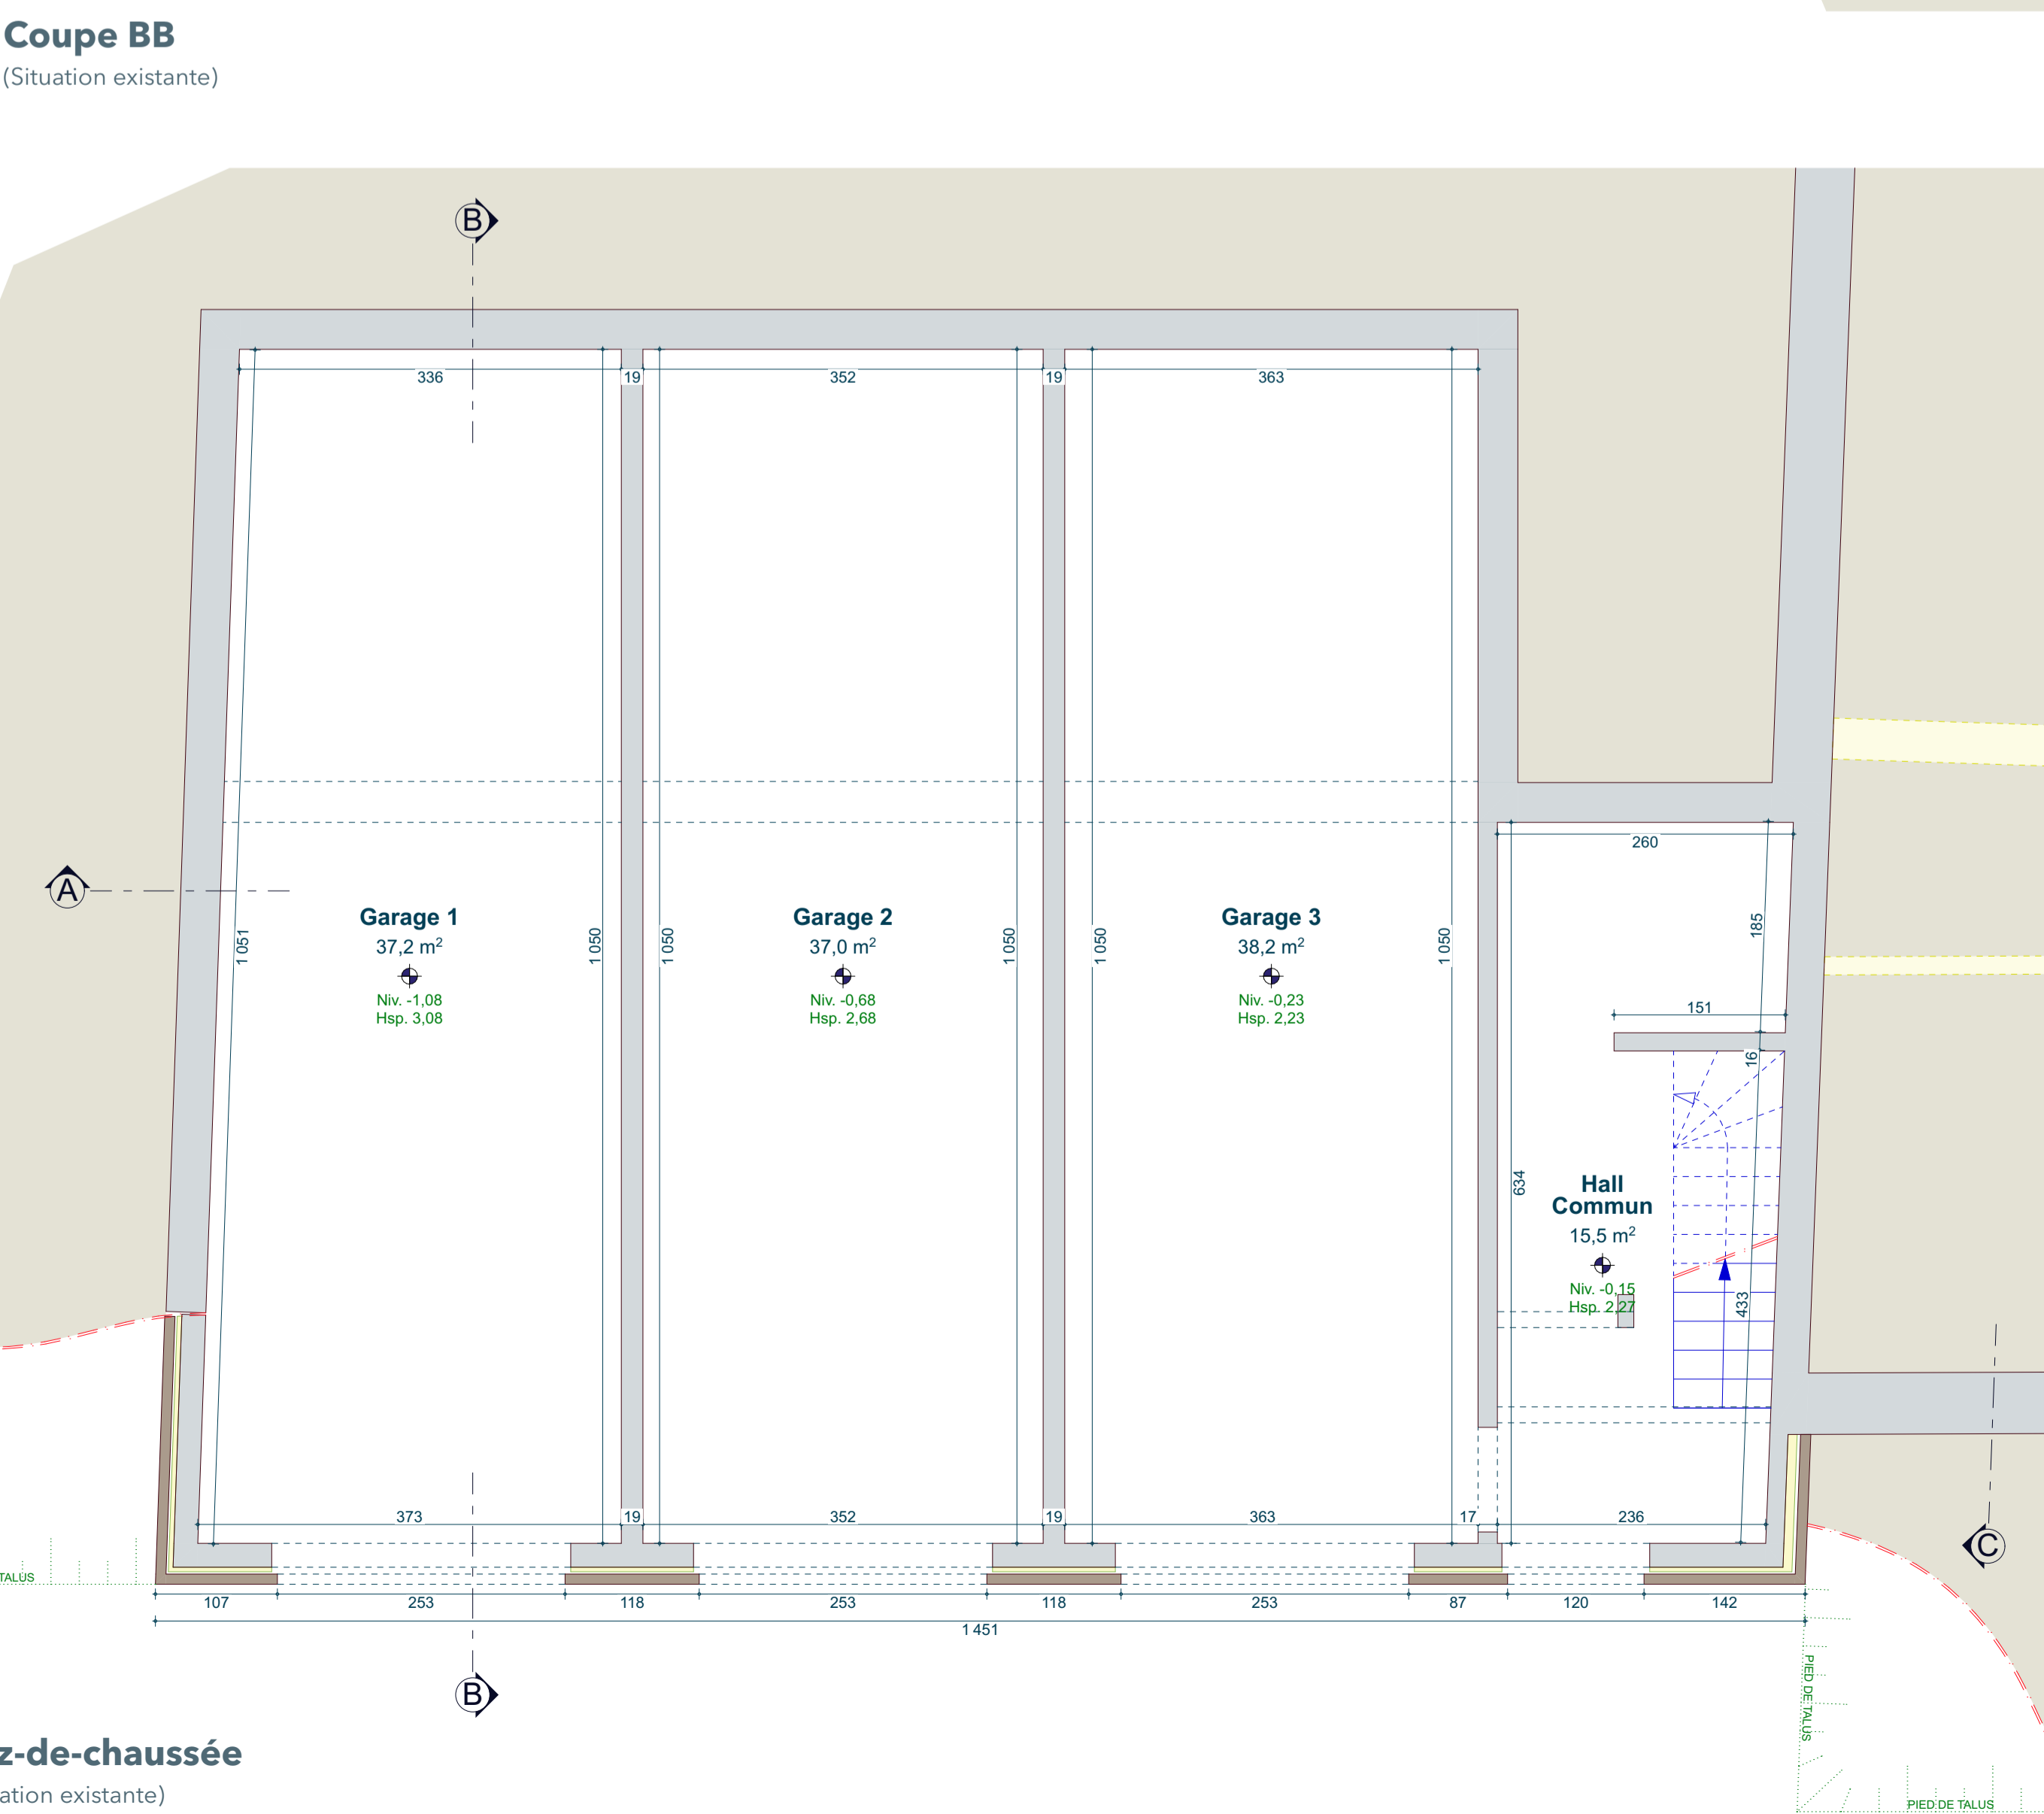 Coupe BB
(Situation existante)
B
336
19
352
19
363
260
A
Garage 1
37,2 m²
Niv. -1,08
Hsp. 3,08
Garage 2
37,0 m²
Niv. -0,68
Hsp. 2,68
Garage 3
38,2 m²
Niv. -0,23
Hsp. 2,23
1 051
1 050
1 050
1 050
1 050
1 050
185
151
16
634
Hall
Commun
15,5 m²
Niv. -0,15
Hsp. 2,27
433
373
19
352
19
363
17
236
C
TALUS
107
253
118
253
118
253
87
120
142
1 451
B
PIED DE TALUS
z-de-chaussée
ation existante)
PIED DE TALUS